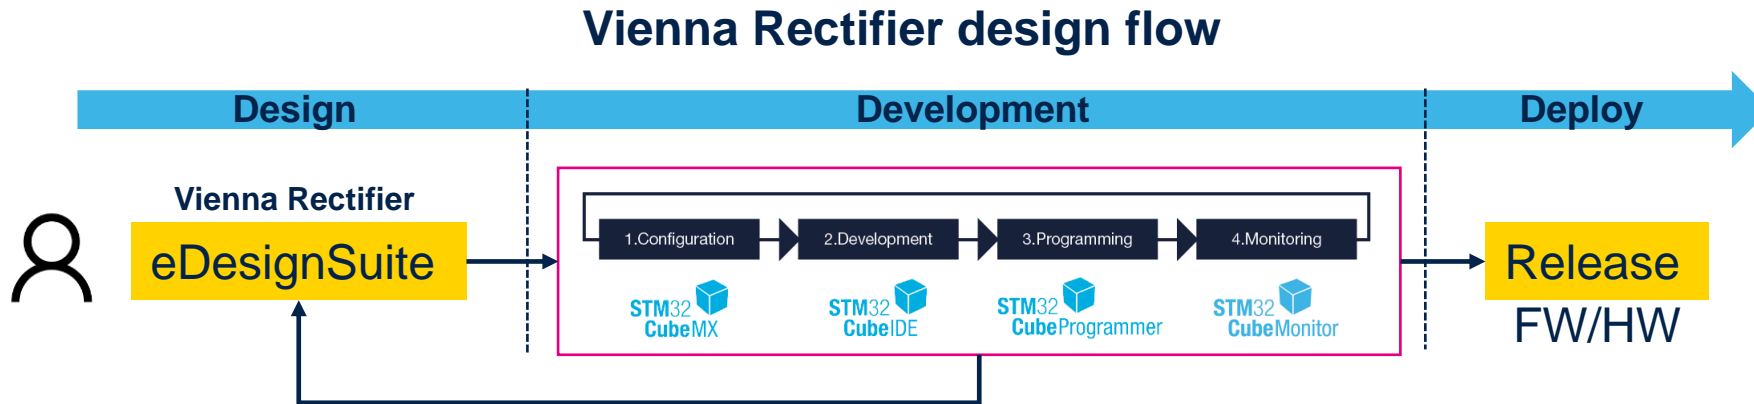 Vienna Rectifier design flow
Design
Development
Deploy
Vienna Rectifier
eDesignSuite
1.Configuration
2.Development
3.Programming
4.Monitoring
STM32
CubeMX
STM32
CubeIDE
STM32
CubeProgrammer
STM32
CubeMonitor
Release
FW/HW